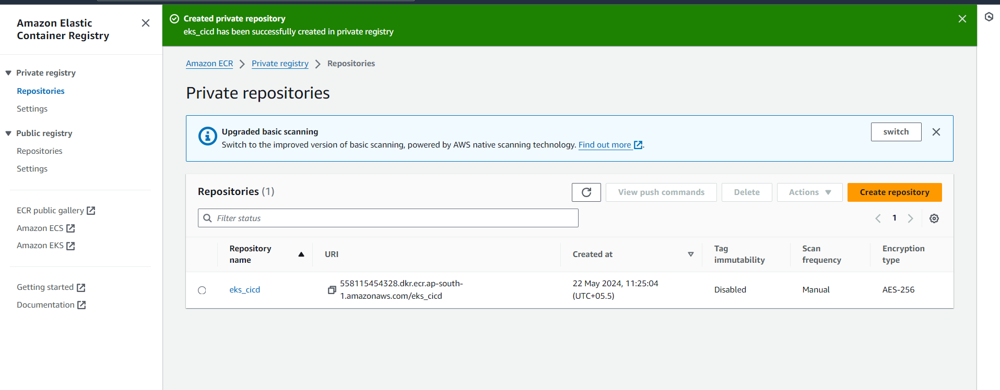 Amazon Elastic
Container Registry
Private registry
Repositories
Settings
Public registry
Repositories
Settings
ECR public gallery
Amazon ECS
Amazon EKS
Getting started
Documentation
Created private repository
eks_cicd has been successfully created in private registry
Amazon ECR > Private registry > Repositories
Private repositories
Upgraded basic scanning
Switch to the improved version of basic scanning, powered by AWS native scanning technology. Find out more.
switch
Repositories (1)
View push commands
Delete
Actions
Create repository
Filter status
1
Repository
name
URI
Created at
Tag
immutability
Scan
frequency
Encryption
type
eks_cicd
558115454328.dkr.ecr.ap-south-
1.amazonaws.com/eks_cicd
22 May 2024, 11:25:04
(UTC+05.5)
Disabled
Manual
AES-256